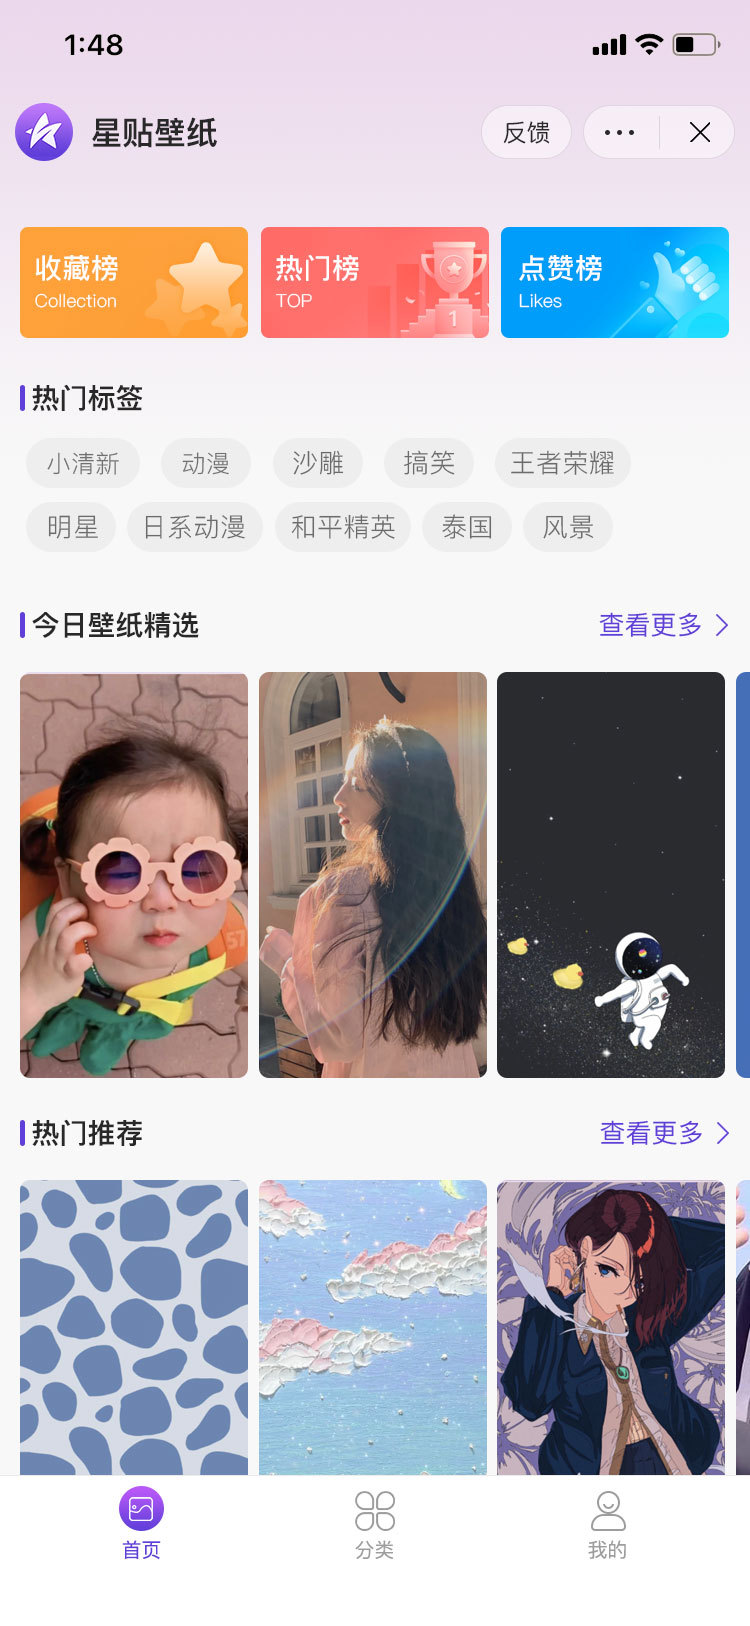 1:48
星贴壁纸
反馈
收藏榜
Collection
热门榜
TOP
1
点赞榜
Likes
热门标签
小清新 动漫 沙雕 搞笑 王者荣耀
明星 日系动漫 和平精英 泰国 风景
今日壁纸精选
查看更多
57
热门推荐
查看更多
首页
分类
我的